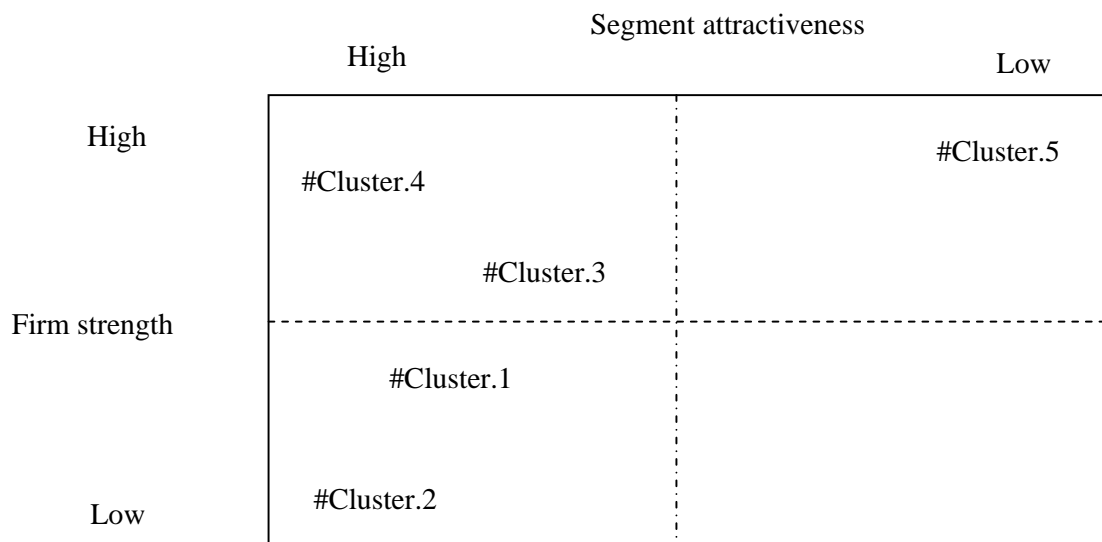 Segment attractiveness
High
Low
High
#Cluster.5
#Cluster.4
#Cluster.3
Firm strength
#Cluster.1
#Cluster.2
Low